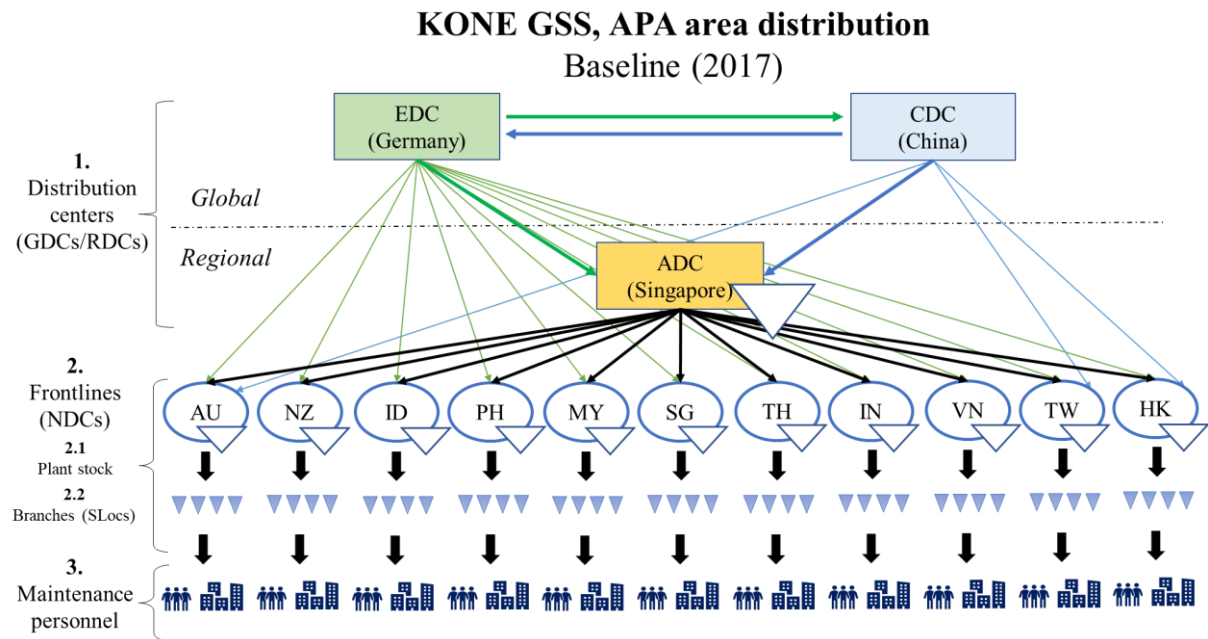 KONE GSS, APA area distribution
Baseline (2017)
EDC
(Germany)
CDC
(China)
1.
Distribution
centers
(GDCs/RDCs)
Global
Regional
ADC
(Singapore)
2.
Frontlines
(NDCs)
AU NZ ID PH MY SG TH IN VN TW HK
2.1
Plant stock
2.2
Branches (SLocs)
3.
Maintenance
personnel